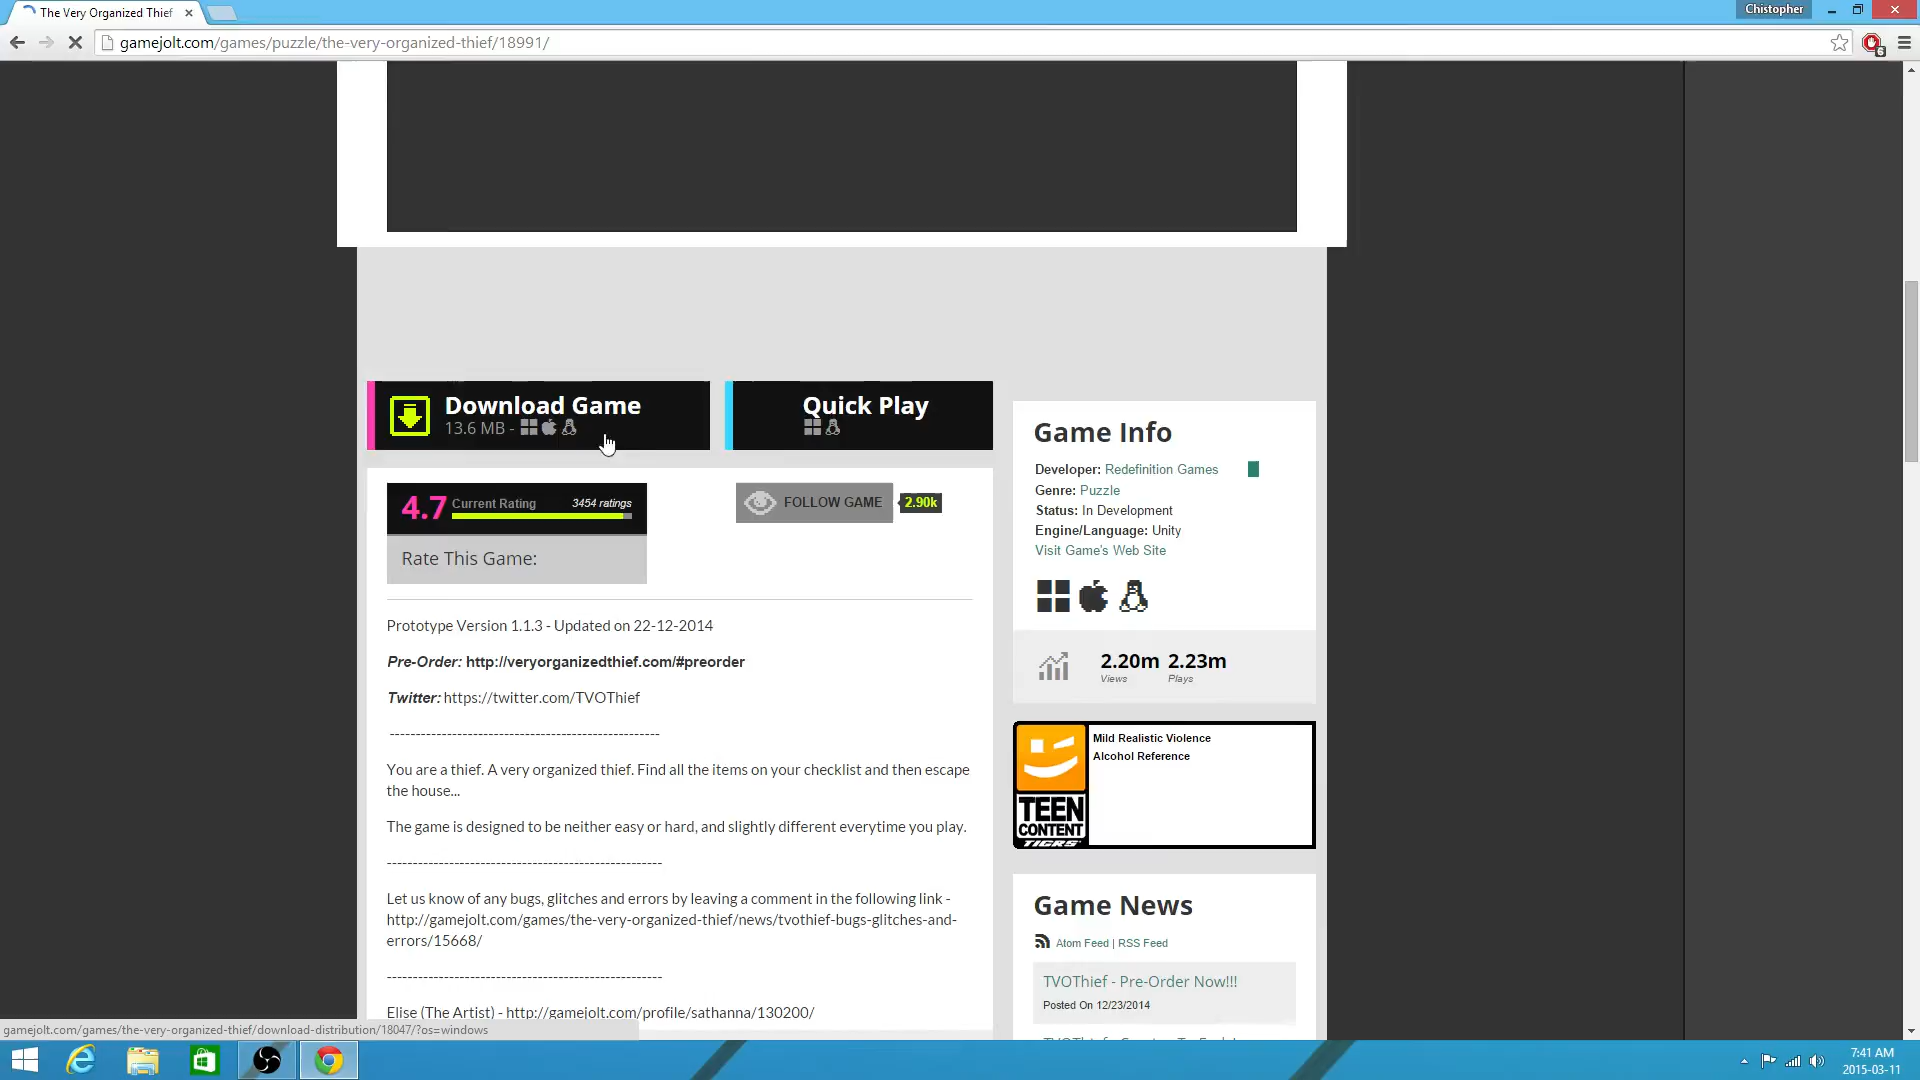 The Very Organized Thief
Chistopher
gamejolt.com/games/puzzle/the-very-organized-thief/18991/
6
Download Game
13.6 MB -
Quick Play
4.7 Current Rating 3454 ratings
Rate This Game:
FOLLOW GAME 2.90k
Prototype Version 1.1.3 - Updated on 22-12-2014
Pre-Order: http://veryorganizedthief.com/#preorder
Twitter: https://twitter.com/TVOThief
----------------------------------------------------
You are a thief. A very organized thief. Find all the items on your checklist and then escape
the house...
The game is designed to be neither easy or hard, and slightly different everytime you play.
-----------------------------------------------------
Let us know of any bugs, glitches and errors by leaving a comment in the following link -
http://gamejolt.com/games/the-very-organized-thief/news/tvothief-bugs-glitches-and-
errors/15668/
-----------------------------------------------------
Elise (The Artist) - http://gamejolt.com/profile/sathanna/130200/
Game Info
Developer: Redefinition Games
Genre: Puzzle
Status: In Development
Engine/Language: Unity
Visit Game's Web Site
2.20m 2.23m
Views Plays
Mild Realistic Violence
Alcohol Reference
TEEN
CONTENT
TIGRS
Game News
Atom Feed | RSS Feed
TVOThief - Pre-Order Now!!!
Posted On 12/23/2014
gamejolt.com/games/the-very-organized-thief/download-distribution/18047/?os=windows
7:41 AM
2015-03-11